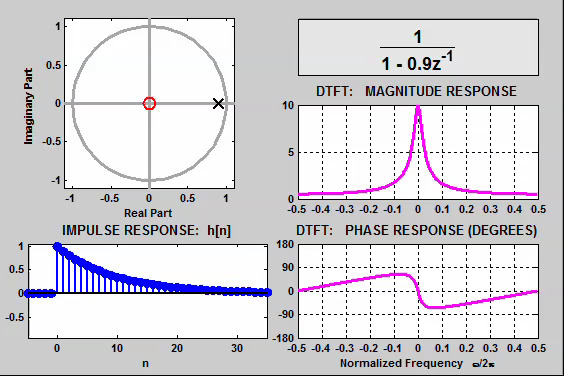 1
0.5
0
-0.5
-1
Imaginary Part
-1 -0.5 0 0.5 1
Real Part
1
1 - 0.9z⁻¹
DTFT: MAGNITUDE RESPONSE
10
5
0
-0.5 -0.4 -0.3 -0.2 -0.1 0 0.1 0.2 0.3 0.4 0.5
IMPULSE RESPONSE: h[n]
1
0.5
0
-0.5
0 10 20 30
n
DTFT: PHASE RESPONSE (DEGREES)
180
90
0
-90
-180
-0.5 -0.4 -0.3 -0.2 -0.1 0 0.1 0.2 0.3 0.4 0.5
Normalized Frequency ω/2π